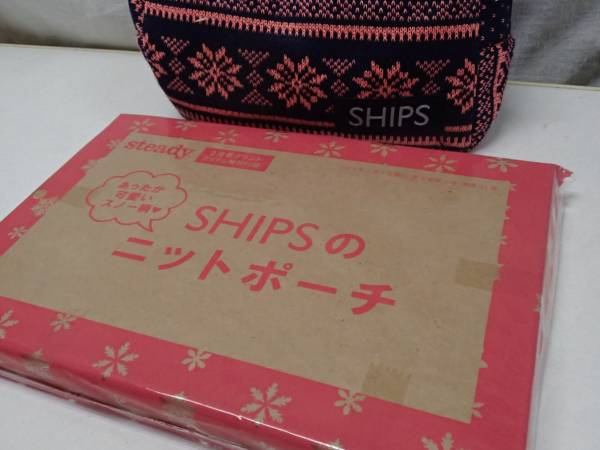 SHIPS
steady.
あったか
可愛い
スノー柄♥
SHIPSの
ニットポーチ